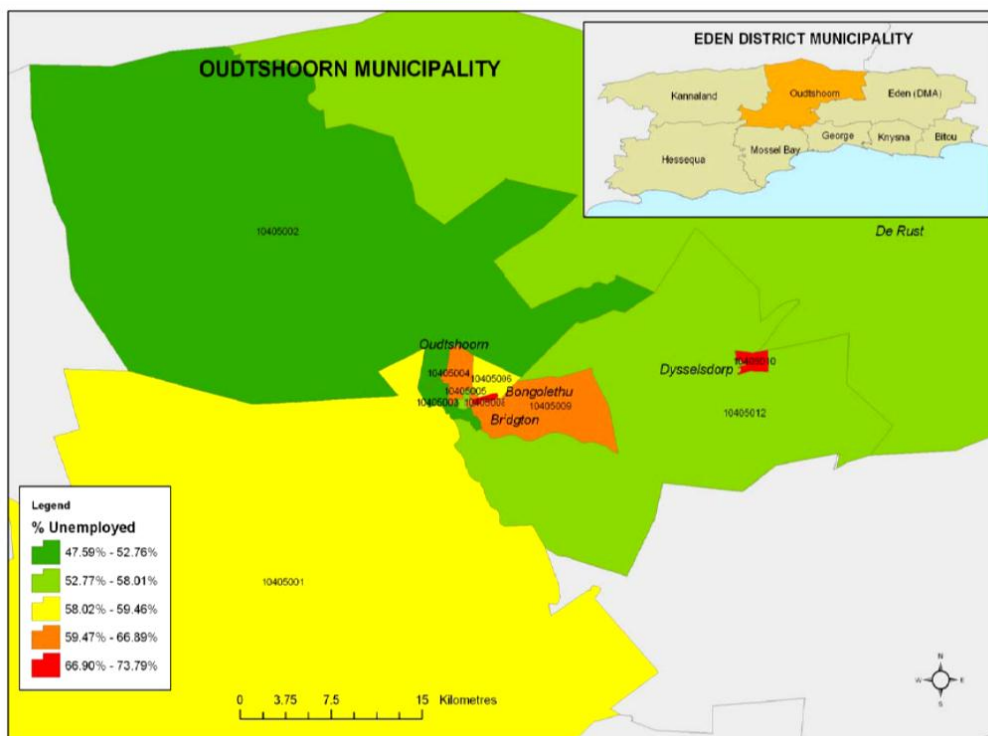 OUDTSHOORN MUNICIPALITY
EDEN DISTRICT MUNICIPALITY
Kannaland
Oudtshoorn
Eden (DMA)
Hessequa
Mossel Bay
George
Knysna
Bitou
De Rust
10405002
Oudtshoorn
10405004
10405006
10405005
10405003
10405008
Bongolethu
10405009
Bridgton
Dysselsdorp
10405010
10405012
10405001
Legend
% Unemployed
47.59% - 52.76%
52.77% - 58.01%
58.02% - 59.46%
59.47% - 66.89%
66.90% - 73.79%
0 3.75 7.5 15 Kilometres
N
W E
S